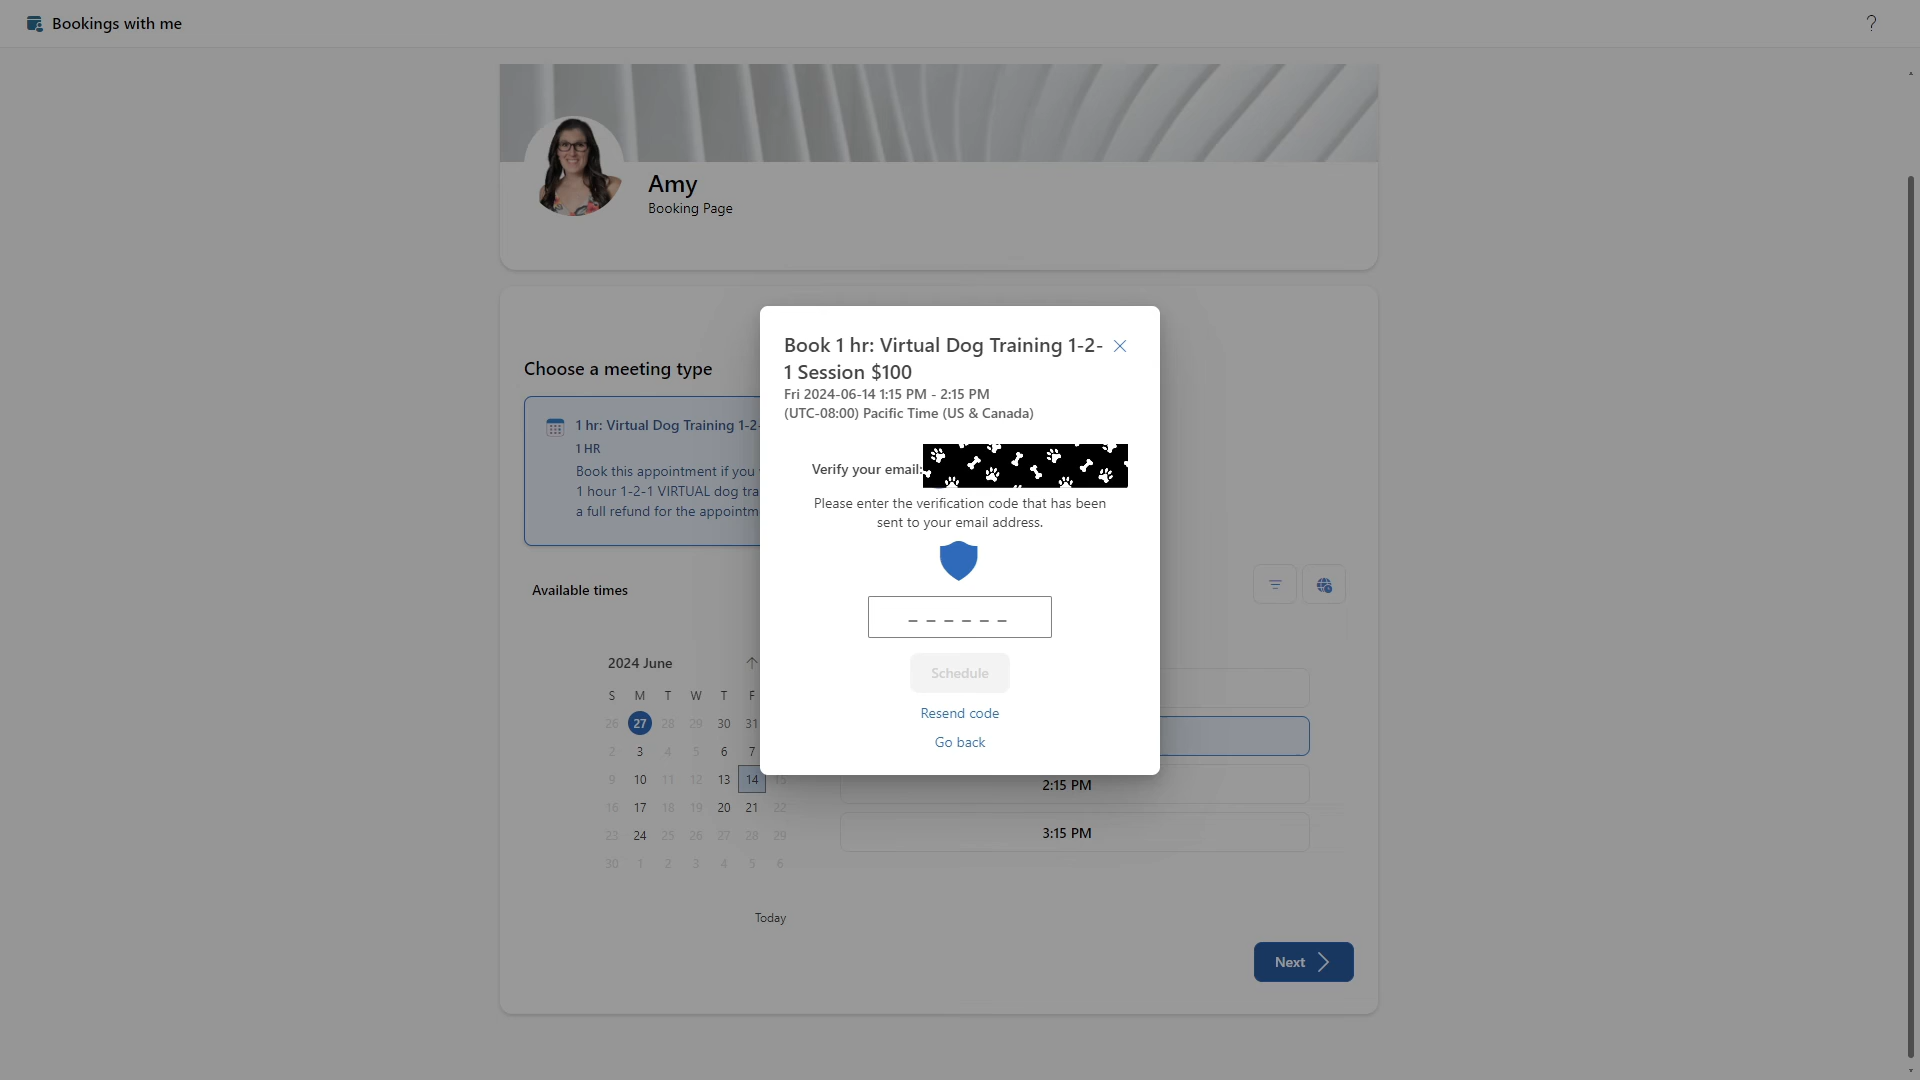 Bookings with me
?
Amy
Booking Page
Choose a meeting type
1 hr: Virtual Dog Training 1-2-
1 HR
Book this appointment if you
1 hour 1-2-1 VIRTUAL dog tra
a full refund for the appointm
Book 1 hr: Virtual Dog Training 1-2-
1 Session $100
Fri 2024-06-14 1:15 PM - 2:15 PM
(UTC-08:00) Pacific Time (US & Canada)
Verify your email:
Please enter the verification code that has been
sent to your email address.
_ _ _ _ _ _
Schedule
Resend code
Go back
Available times
2024 June
S M T W T F
26 27 28 29 30 31
2 3 4 5 6 7
9 10 11 12 13 14 15
16 17 18 19 20 21 22
23 24 25 26 27 28 29
30 1 2 3 4 5 6
Today
2:15 PM
3:15 PM
Next